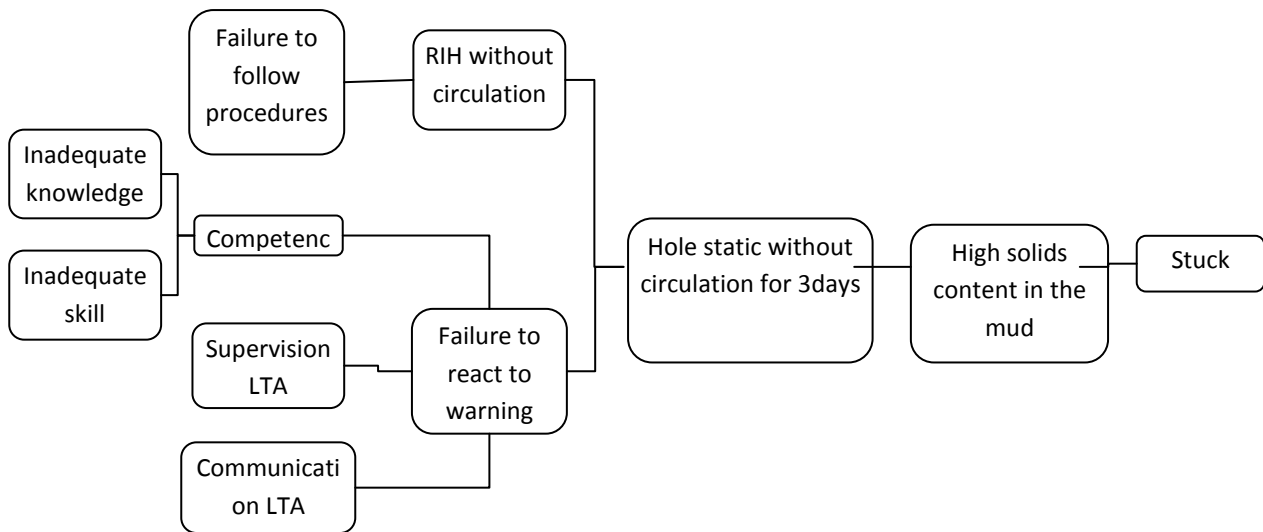 Failure to
follow
procedures
RIH without
circulation
Inadequate
knowledge
Competenc
Inadequate
skill
Supervision
LTA
Communicati
on LTA
Failure to
react to
warning
Hole static without
circulation for 3days
High solids
content in the
mud
Stuck